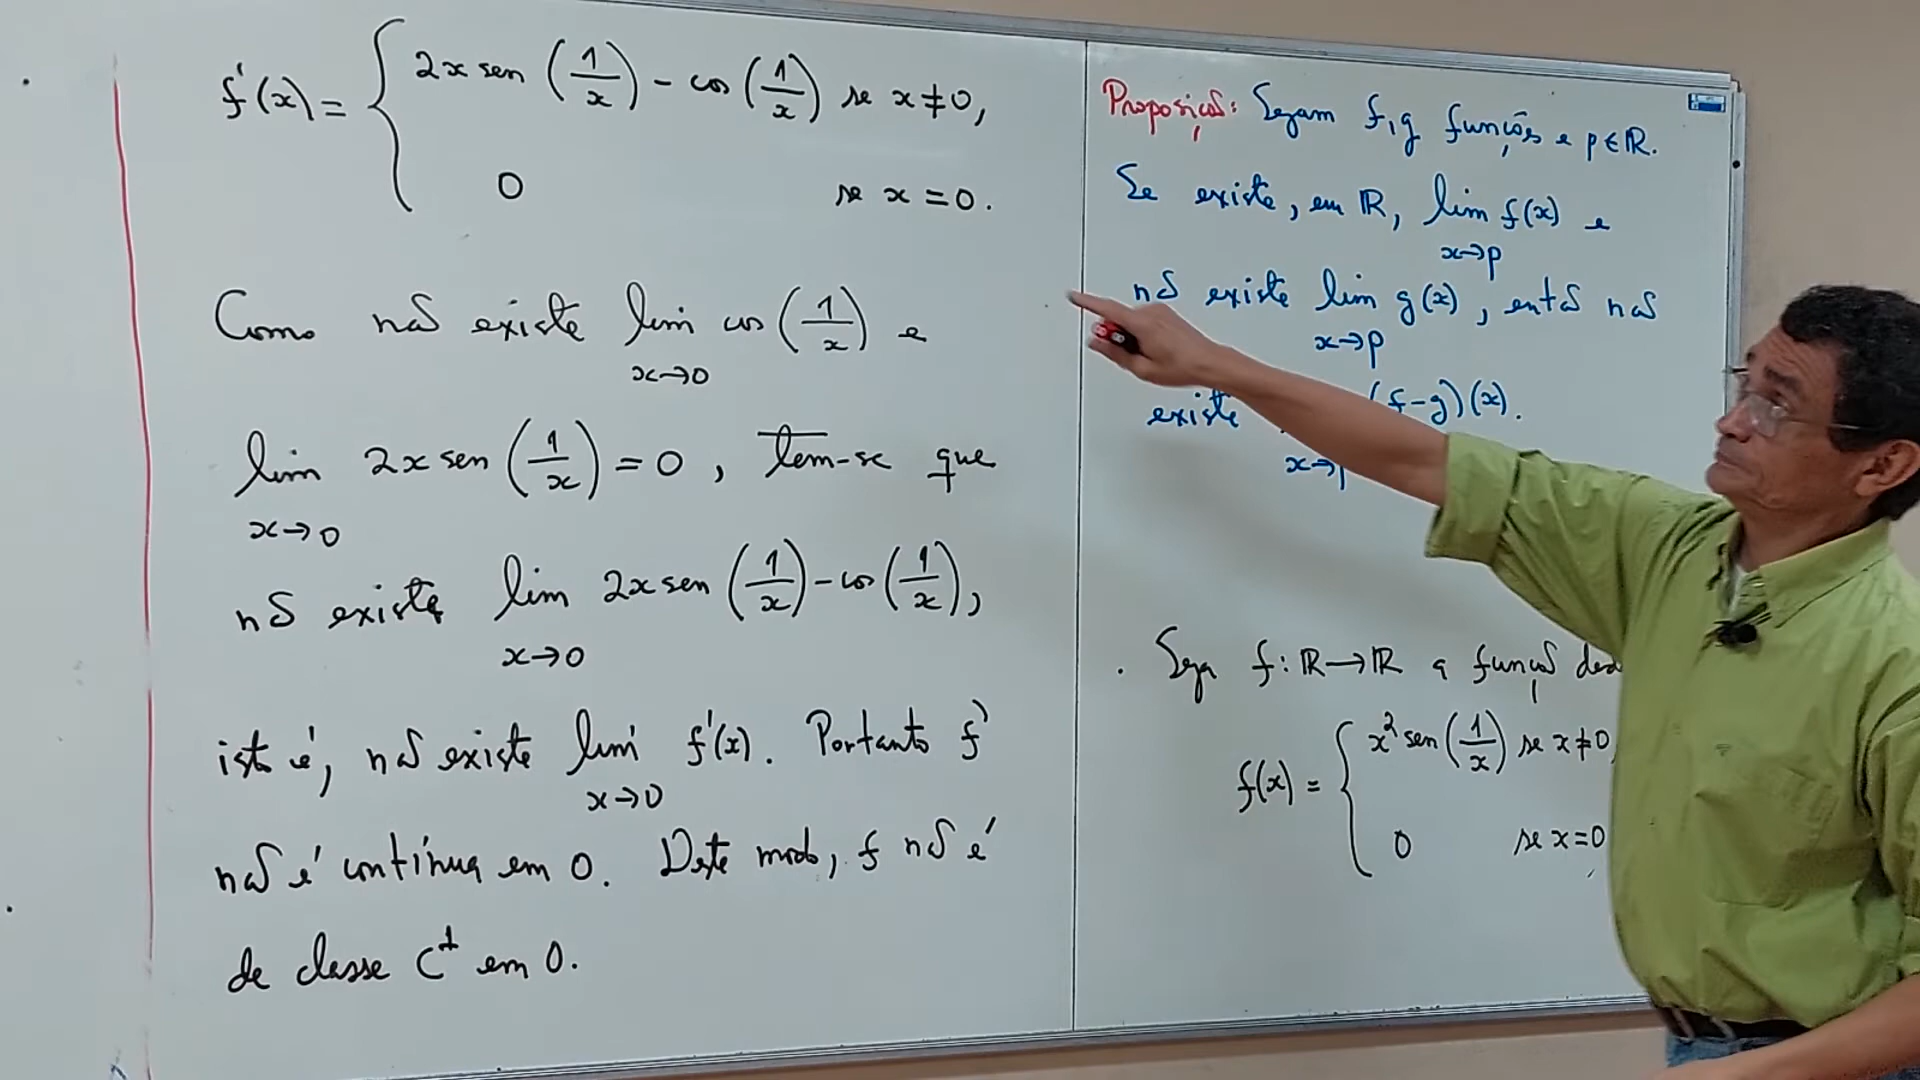 f'(x) = { 2x sen (1/x) - cos (1/x) se x ≠ 0,
0 se x = 0.
Como não existe lim x→0 cos (1/x) e
lim x→0 2x sen (1/x) = 0, tem-se que
não existe lim x→0 2x sen (1/x) - cos (1/x),
isto é, não existe lim x→0 f'(x). Portanto f'
não é contínua em 0. Deste modo, f não é
de classe C¹ em 0.
Proposição: Sejam f, g funções e p ∈ ℝ.
Se existe, em ℝ, lim x→p f(x) e
não existe lim x→p g(x), então não
existe x→ (f-g)(x).
. Seja f: ℝ → ℝ a função
f(x) = { x² sen (1/x) se x ≠ 0
0 se x = 0